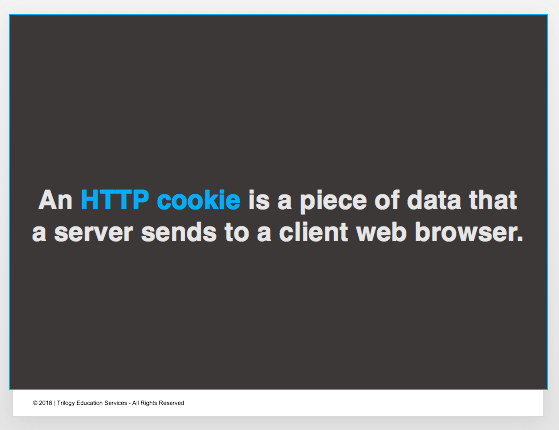 An HTTP cookie is a piece of data that
a server sends to a client web browser.
© 2018 | Trilogy Education Services - All Rights Reserved